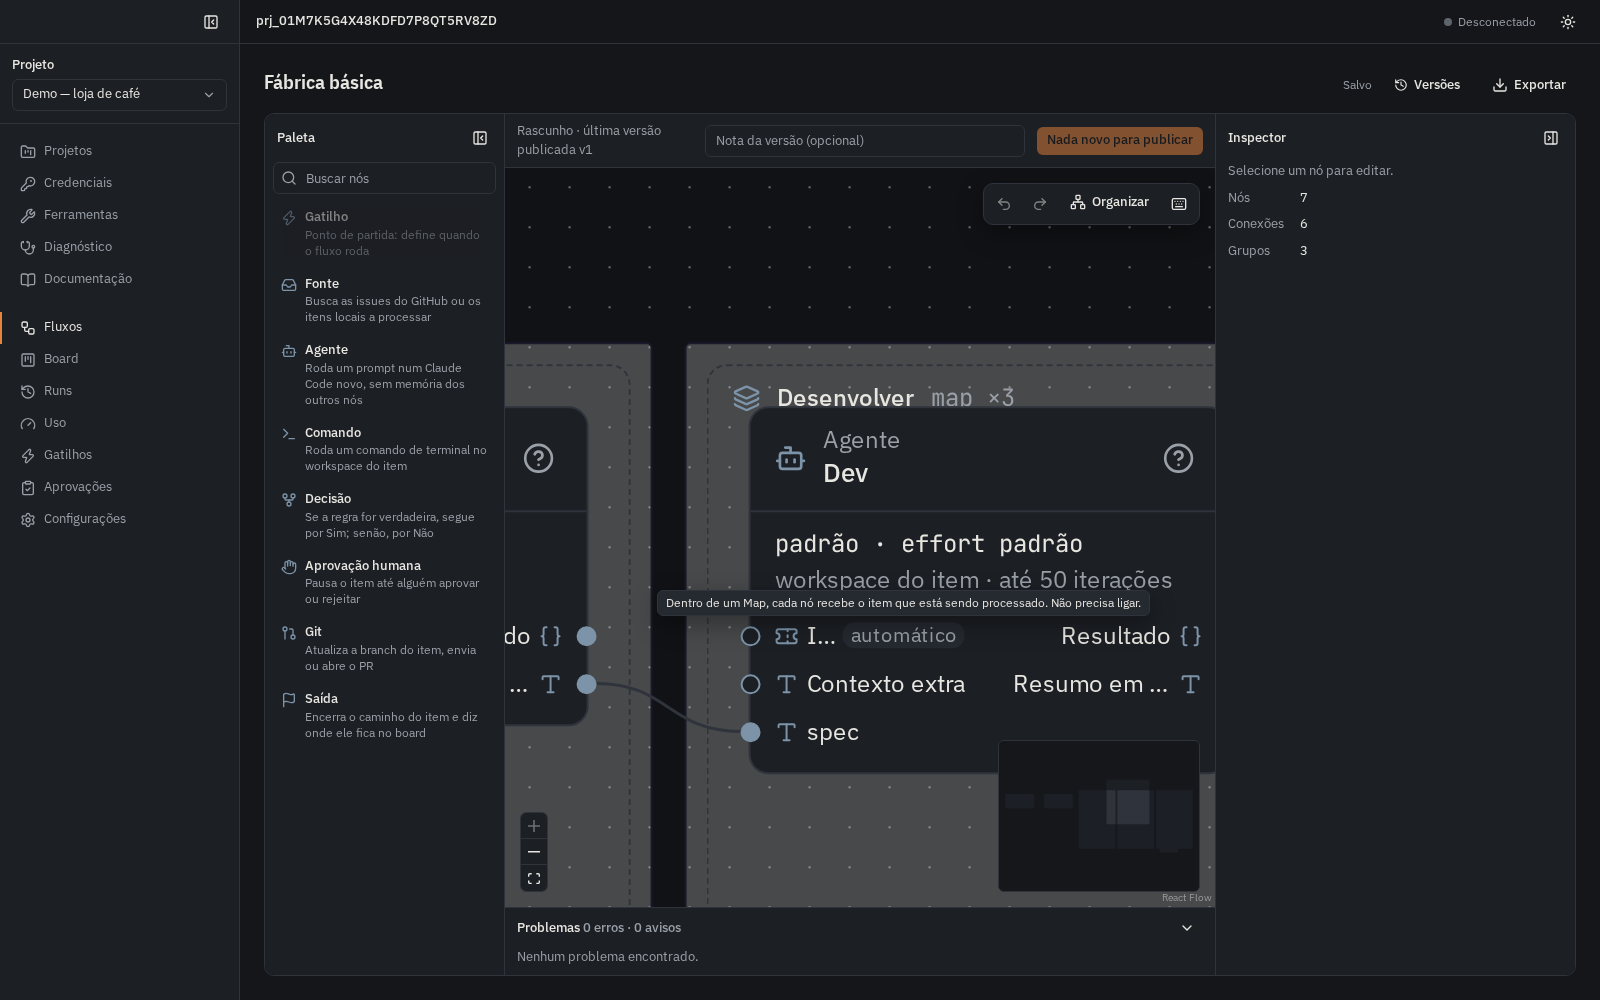 prj_01M7K5G4X48KDFD7P8QT5RV8ZD
Desconectado
Projeto
Demo — loja de café
Projetos
Credenciais
Ferramentas
Diagnóstico
Documentação
Fluxos
Board
Runs
Uso
Gatilhos
Aprovações
Configurações
Fábrica básica
Salvo
Versões
Exportar
Paleta
Buscar nós
Gatilho
Ponto de partida: define quando
o fluxo roda
Fonte
Busca as issues do GitHub ou os
itens locais a processar
Agente
Roda um prompt num Claude
Code novo, sem memória dos
outros nós
Comando
Roda um comando de terminal no
workspace do item
Decisão
Se a regra for verdadeira, segue
por Sim; senão, por Não
Aprovação humana
Pausa o item até alguém aprovar
ou rejeitar
Git
Atualiza a branch do item, envia
ou abre o PR
Saída
Encerra o caminho do item e diz
onde ele fica no board
Rascunho · última versão
publicada v1
Nota da versão (opcional)
Nada novo para publicar
Organizar
Desenvolver map ×3
Agente
Dev
padrão · effort padrão
workspace do item · até 50 iterações
Dentro de um Map, cada nó recebe o item que está sendo processado. Não precisa ligar.
do {}
...
I... automático
Resultado {}
Contexto extra
Resumo em ...
spec
React Flow
Problemas 0 erros · 0 avisos
Nenhum problema encontrado.
Inspector
Selecione um nó para editar.
Nós 7
Conexões 6
Grupos 3